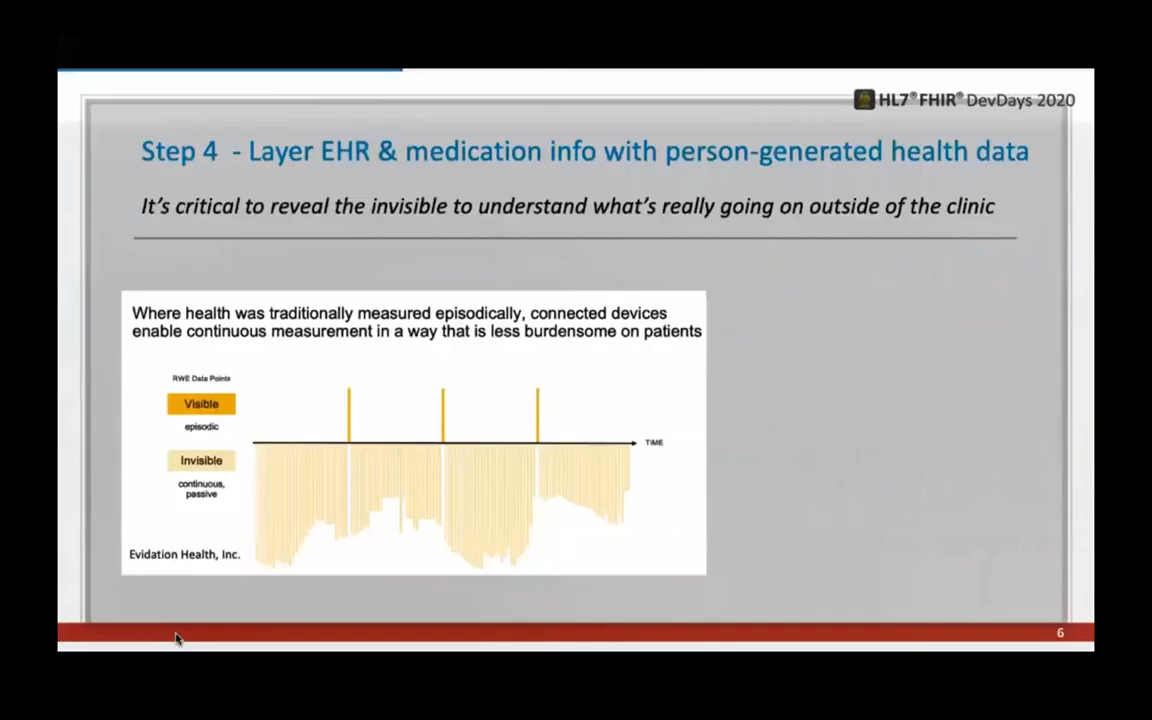 HL7® FHIR® DevDays 2020
Step 4 - Layer EHR & medication info with person-generated health data
It's critical to reveal the invisible to understand what's really going on outside of the clinic
Where health was traditionally measured episodically, connected devices
enable continuous measurement in a way that is less burdensome on patients
RWE Data Points
Visible
episodic
TIME
Invisible
continuous,
passive
Evidation Health, Inc.
6